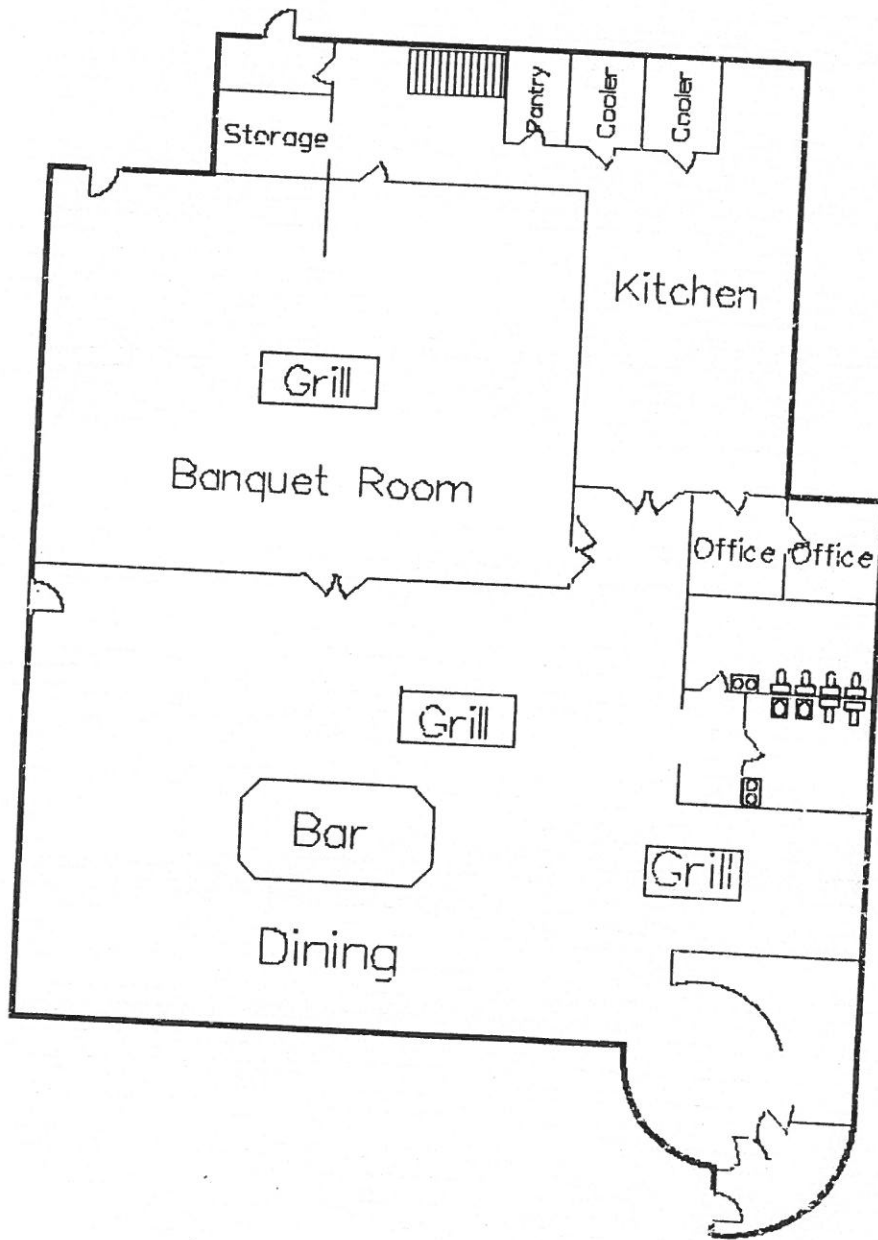 Pantry
Cooler
Cooler
Storage
Kitchen
Grill
Banquet Room
Office
Office
Grill
Bar
Grill
Dining